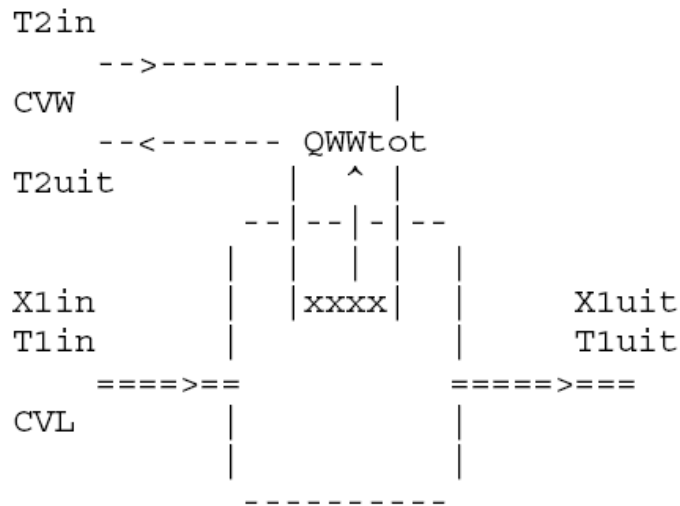 T2in
-->-----------
CVW |
--<------ QWWtot
T2uit | ^ |
--|--|-|--
| | | | |
X1in | |xxxx| | X1uit
T1in | | T1uit
====>== =====>===
CVL | |
| |
----------